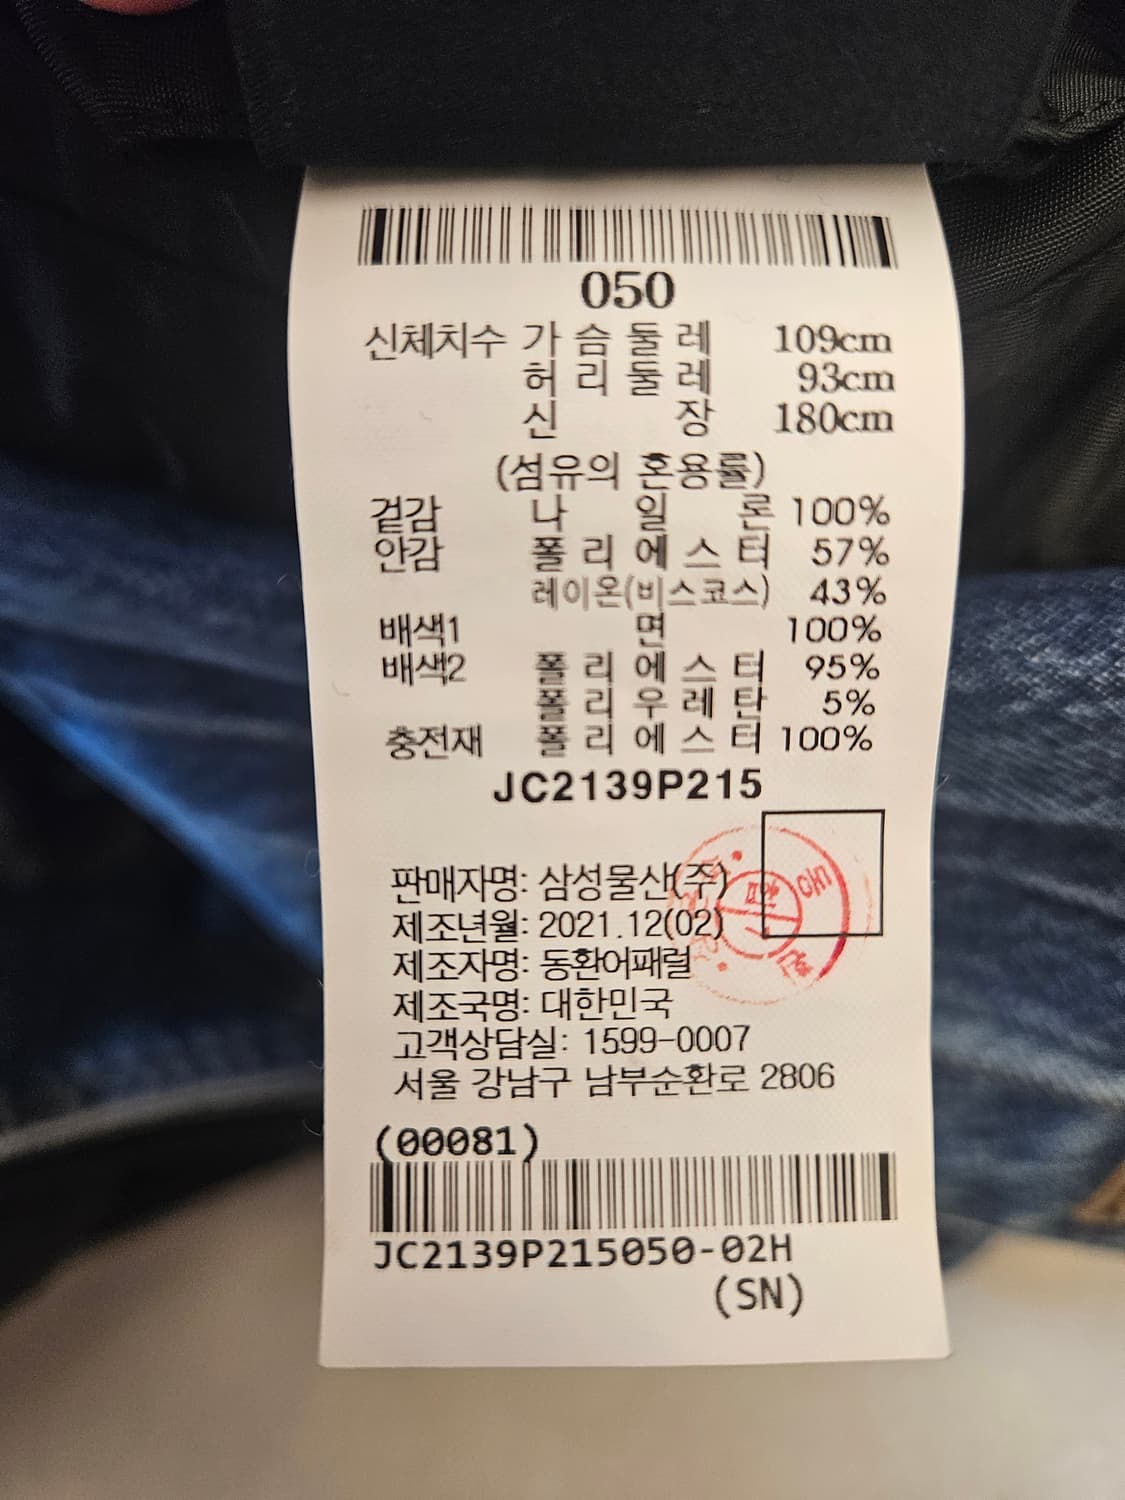 050
신체치수 가슴둘레 109cm
허리둘레 93cm
신장 180cm
(섬유의 혼용률)
겉감 나일론 100%
안감 폴리에스터 57%
레이온(비스코스) 43%
배색1 면 100%
배색2 폴리에스터 95%
폴리우레탄 5%
충전재 폴리에스터 100%
JC2139P215
판매자명: 삼성물산(주)
제조년월: 2021.12(02)
제조자명: 동환어패럴
제조국명: 대한민국
고객상담실: 1599-0007
서울 강남구 남부순환로 2806
(00081)
JC2139P215050-02H
(SN)